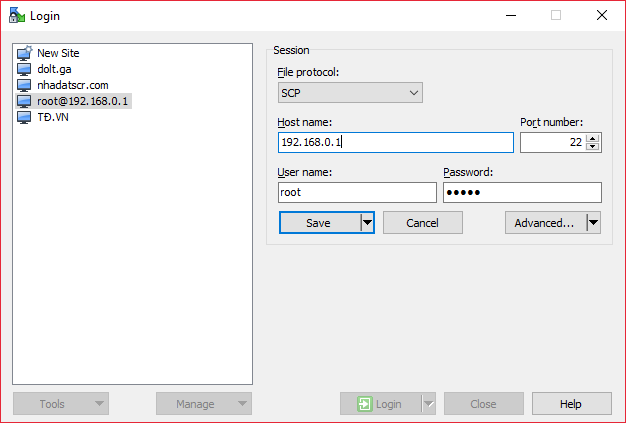 Login
New Site
dolt.ga
nhadatscr.com
root@192.168.0.1
TĐ.VN
Session
File protocol:
SCP
Host name:
Port number:
192.168.0.1
22
User name:
Password:
root
●●●●●
Save
Cancel
Advanced...
Tools
Manage
Login
Close
Help